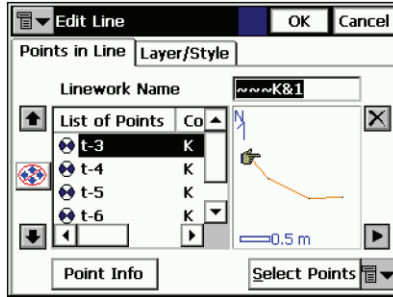 Edit Line OK Cancel
Points in Line Layer/Style
Linework Name ~~~K&1
List of Points Co N
t-3 K
t-4 K
t-5 K
t-6 K
0.5 m
Point Info Select Points